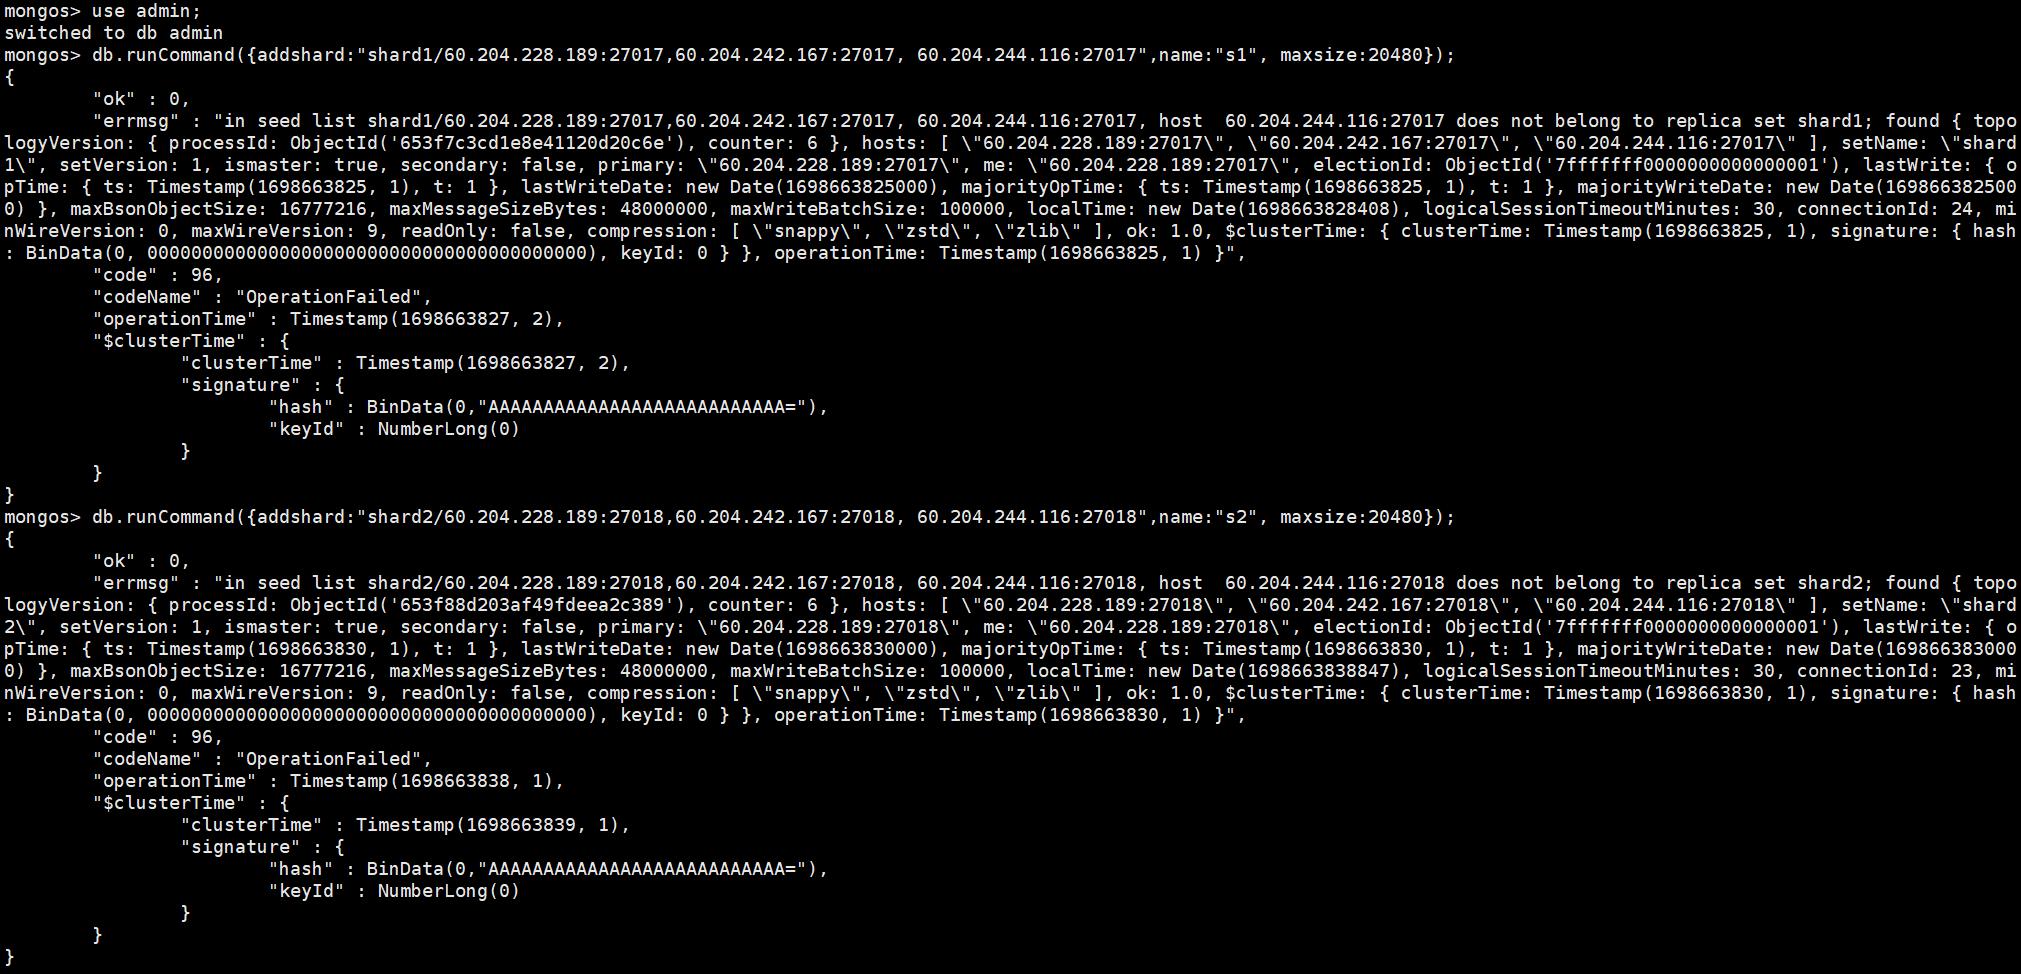 mongos> use admin;
switched to db admin
mongos> db.runCommand({addshard:"shard1/60.204.228.189:27017,60.204.242.167:27017, 60.204.244.116:27017",name:"s1", maxsize:20480});
{
        "ok" : 0,
        "errmsg" : "in seed list shard1/60.204.228.189:27017,60.204.242.167:27017, 60.204.244.116:27017, host  60.204.244.116:27017 does not belong to replica set shard1; found { topo
logyVersion: { processId: ObjectId('653f7c3cd1e8e41120d20c6e'), counter: 6 }, hosts: [ \"60.204.228.189:27017\", \"60.204.242.167:27017\", \"60.204.244.116:27017\" ], setName: \"shard
1\", setVersion: 1, ismaster: true, secondary: false, primary: \"60.204.228.189:27017\", me: \"60.204.228.189:27017\", electionId: ObjectId('7fffffff0000000000000001'), lastWrite: { o
pTime: { ts: Timestamp(1698663825, 1), t: 1 }, lastWriteDate: new Date(1698663825000), majorityOpTime: { ts: Timestamp(1698663825, 1), t: 1 }, majorityWriteDate: new Date(169866382500
0) }, maxBsonObjectSize: 16777216, maxMessageSizeBytes: 48000000, maxWriteBatchSize: 100000, localTime: new Date(1698663828408), logicalSessionTimeoutMinutes: 30, connectionId: 24, mi
nWireVersion: 0, maxWireVersion: 9, readOnly: false, compression: [ \"snappy\", \"zstd\", \"zlib\" ], ok: 1.0, $clusterTime: { clusterTime: Timestamp(1698663825, 1), signature: { hash
: BinData(0, 0000000000000000000000000000000000000000), keyId: 0 } }, operationTime: Timestamp(1698663825, 1) }",
        "code" : 96,
        "codeName" : "OperationFailed",
        "operationTime" : Timestamp(1698663827, 2),
        "$clusterTime" : {
                "clusterTime" : Timestamp(1698663827, 2),
                "signature" : {
                        "hash" : BinData(0,"AAAAAAAAAAAAAAAAAAAAAAAAAAA="),
                        "keyId" : NumberLong(0)
                }
        }
}
mongos> db.runCommand({addshard:"shard2/60.204.228.189:27018,60.204.242.167:27018, 60.204.244.116:27018",name:"s2", maxsize:20480});
{
        "ok" : 0,
        "errmsg" : "in seed list shard2/60.204.228.189:27018,60.204.242.167:27018, 60.204.244.116:27018, host  60.204.244.116:27018 does not belong to replica set shard2; found { topo
logyVersion: { processId: ObjectId('653f88d203af49fdeea2c389'), counter: 6 }, hosts: [ \"60.204.228.189:27018\", \"60.204.242.167:27018\", \"60.204.244.116:27018\" ], setName: \"shard
2\", setVersion: 1, ismaster: true, secondary: false, primary: \"60.204.228.189:27018\", me: \"60.204.228.189:27018\", electionId: ObjectId('7fffffff0000000000000001'), lastWrite: { o
pTime: { ts: Timestamp(1698663830, 1), t: 1 }, lastWriteDate: new Date(1698663830000), majorityOpTime: { ts: Timestamp(1698663830, 1), t: 1 }, majorityWriteDate: new Date(169866383000
0) }, maxBsonObjectSize: 16777216, maxMessageSizeBytes: 48000000, maxWriteBatchSize: 100000, localTime: new Date(1698663838847), logicalSessionTimeoutMinutes: 30, connectionId: 23, mi
nWireVersion: 0, maxWireVersion: 9, readOnly: false, compression: [ \"snappy\", \"zstd\", \"zlib\" ], ok: 1.0, $clusterTime: { clusterTime: Timestamp(1698663830, 1), signature: { hash
: BinData(0, 0000000000000000000000000000000000000000), keyId: 0 } }, operationTime: Timestamp(1698663830, 1) }",
        "code" : 96,
        "codeName" : "OperationFailed",
        "operationTime" : Timestamp(1698663838, 1),
        "$clusterTime" : {
                "clusterTime" : Timestamp(1698663839, 1),
                "signature" : {
                        "hash" : BinData(0,"AAAAAAAAAAAAAAAAAAAAAAAAAAA="),
                        "keyId" : NumberLong(0)
                }
        }
}